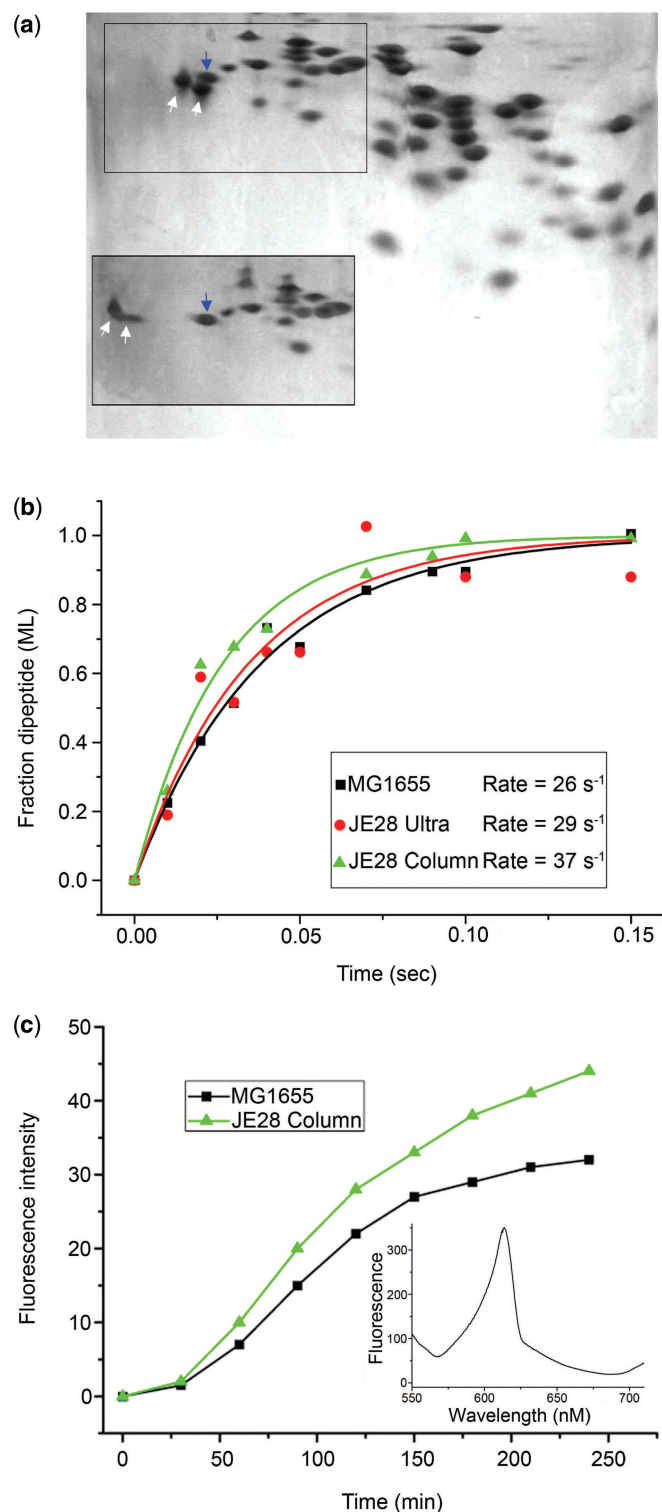 (a)
(b)
1.0
0.8
0.6
0.4
0.2
0.0
Fraction dipeptide (ML)
MG1655 Rate = 26 s-1
JE28 Ultra Rate = 29 s-1
JE28 Column Rate = 37 s-1
0.00 0.05 0.10 0.15
Time (sec)
(c)
50
40
30
20
10
0
Fluorescence intensity
MG1655
JE28 Column
300
200
100
0
Fluorescence
550 600 650 700
Wavelength (nM)
0 50 100 150 200 250
Time (min)